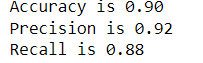 Accuracy is 0.90
Precision is 0.92
Recall is 0.88